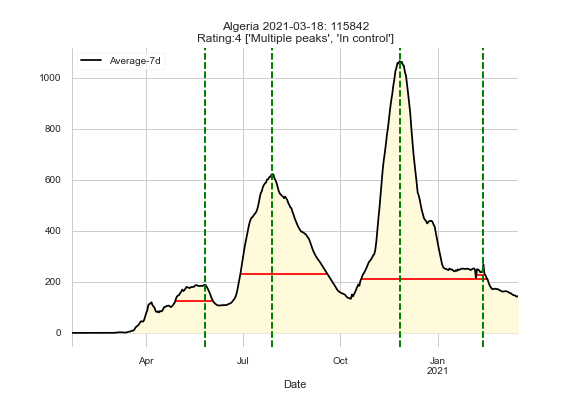 Algeria 2021-03-18: 115842
Rating:4 ['Multiple peaks', 'In control']
Average-7d
1000
800
600
400
200
0
Apr Jul Oct Jan
2021
Date